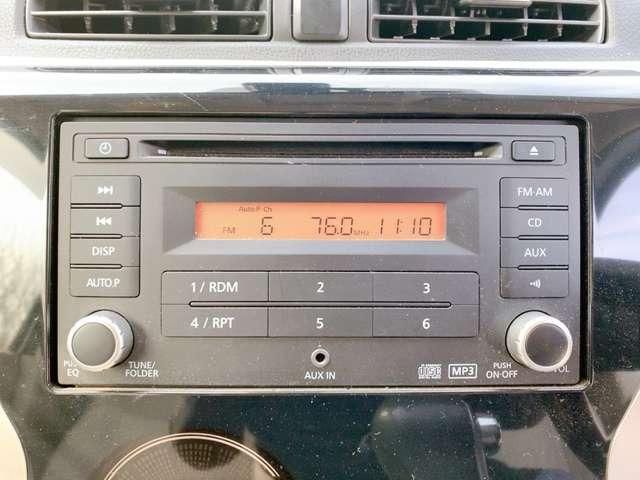 FM-AM
Auto.P Ch
FM 6 76.0 MHz 11:10
CD
DISP
AUX
AUTO.P
1 / RDM 2 3
4 / RPT 5 6
EQ
TUNE/
FOLDER
AUX IN
MP3
PUSH
ON·OFF
VOL